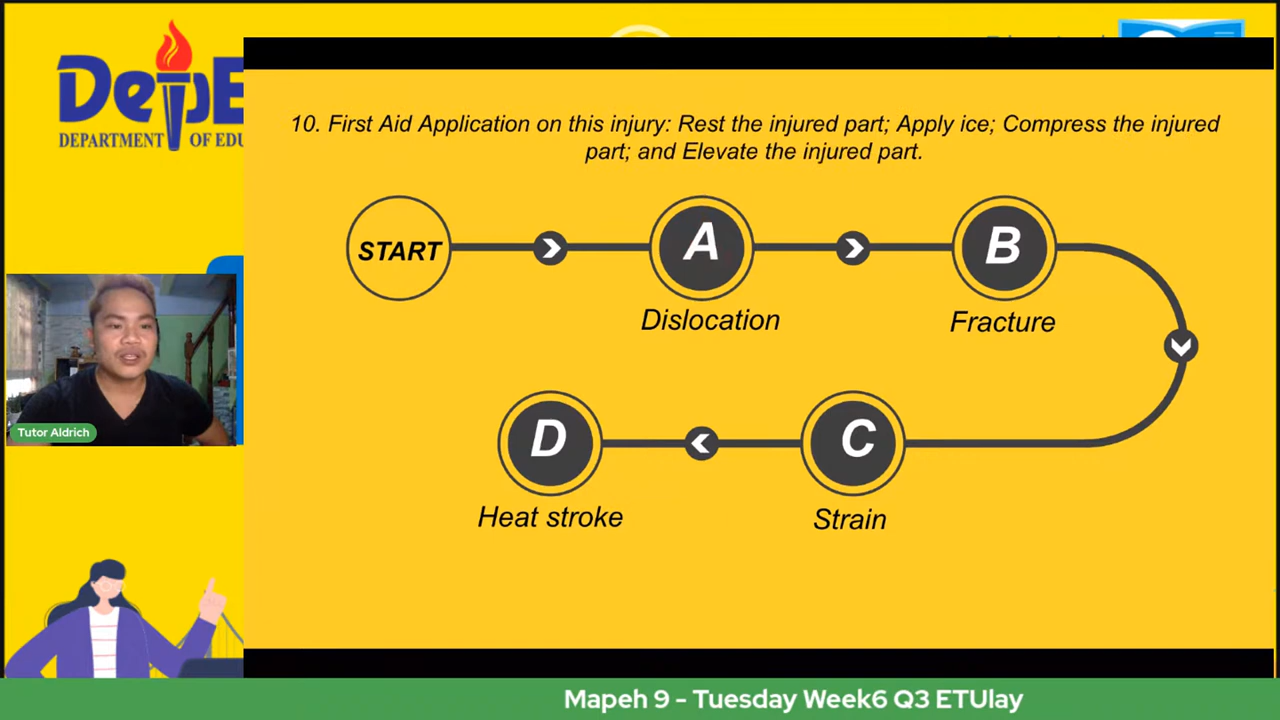 DepE
DEPARTMENT OF EDU
10. First Aid Application on this injury: Rest the injured part; Apply ice; Compress the injured
part; and Elevate the injured part.
START
A
B
Dislocation
Fracture
D
C
Heat stroke
Strain
Tutor Aldrich
Mapeh 9 - Tuesday Week6 Q3 ETUlay